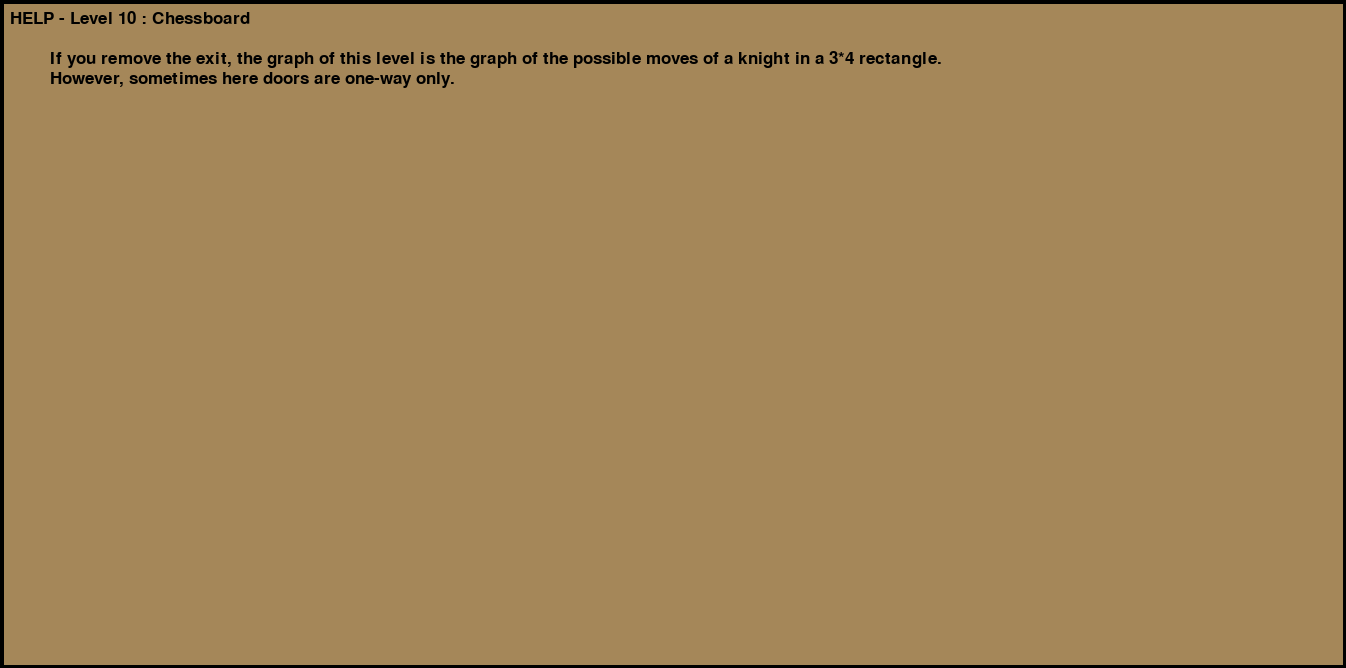 HELP - Level 10 : Chessboard
If you remove the exit, the graph of this level is the graph of the possible moves of a knight in a 3*4 rectangle.
However, sometimes here doors are one-way only.